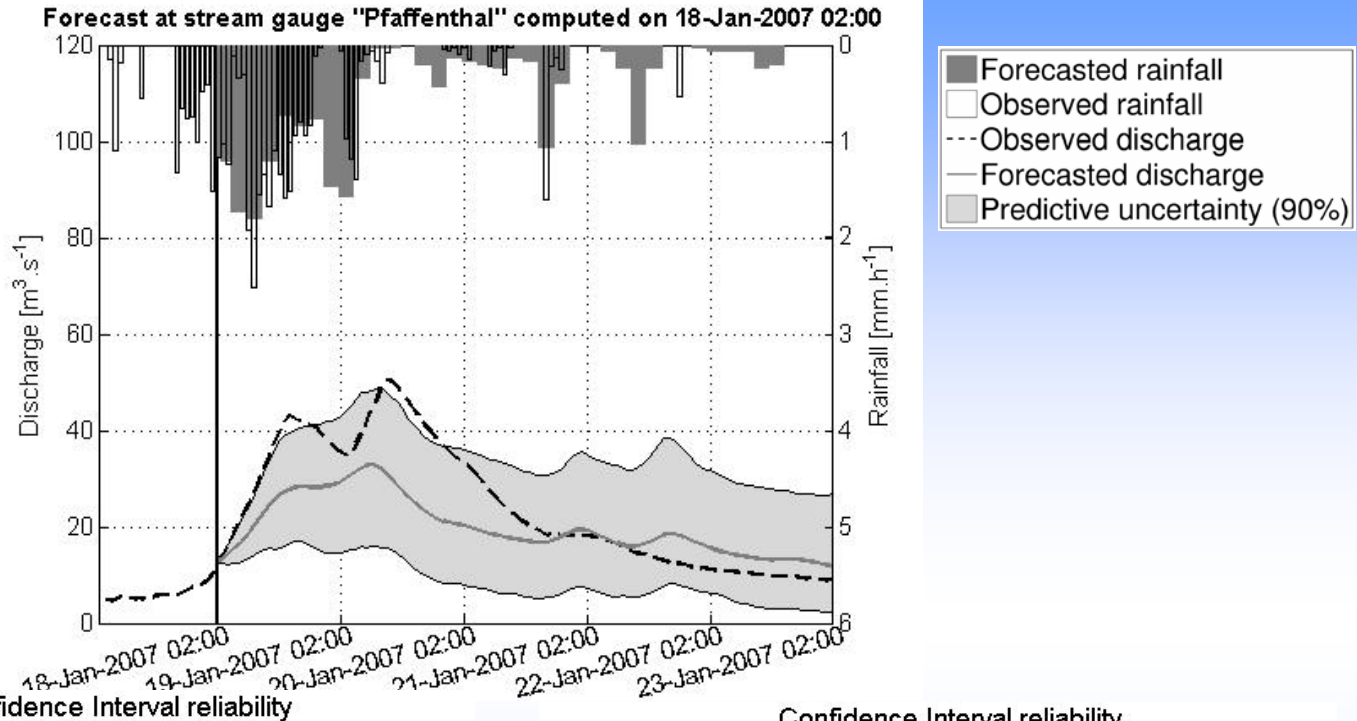 Forecast at stream gauge "Pfaffenthal" computed on 18-Jan-2007 02:00
120
100
80
60
40
20
0
Discharge [m³.s⁻¹]
0
1
2
3
4
5
6
Rainfall [mm.h⁻¹]
18-Jan-2007 02:00
19-Jan-2007 02:00
20-Jan-2007 02:00
21-Jan-2007 02:00
22-Jan-2007 02:00
23-Jan-2007 02:00
Forecasted rainfall
Observed rainfall
Observed discharge
Forecasted discharge
Predictive uncertainty (90%)
fidence Interval reliability
Confidence Interval reliability